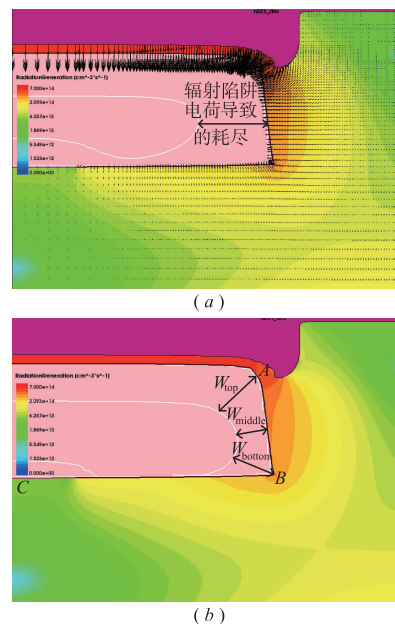 RadiationGeneration (cm^-3*s^-1)
7.000e+14
2.093e+14
6.257e+13
1.869e+13
5.549e+12
1.523e+12
0.000e+00
辐射陷阱
电荷导致
的耗尽
( a )
RadiationGeneration (cm^-3*s^-1)
7.000e+14
2.093e+14
6.257e+13
1.869e+13
5.549e+12
1.523e+12
0.000e+00
A
Wtop
Wmiddle
Wbottom
C
B
( b )